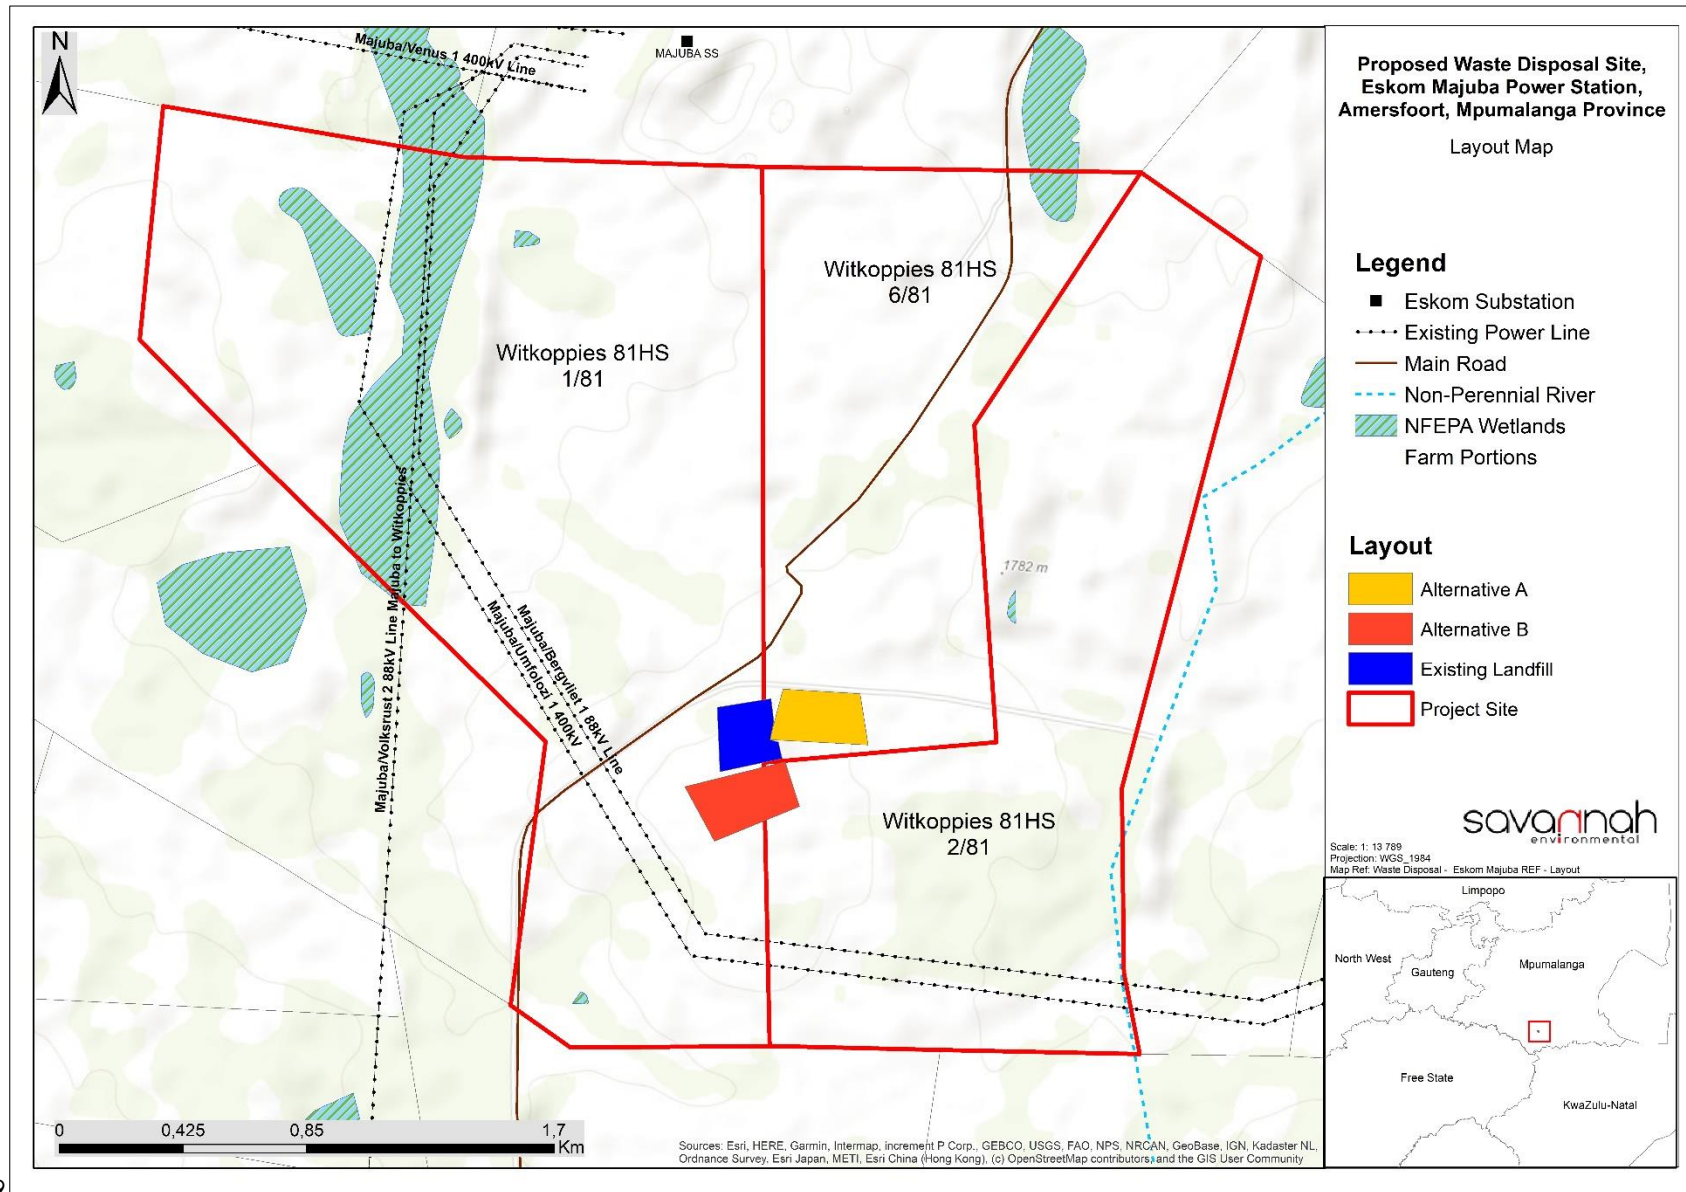 N
Majuba/Venus 1 400kV Line
MAJUBA SS
Witkoppies 81HS
6/81
Witkoppies 81HS
1/81
Majuba/Volksrust 2 88kV Line Majuba to Witkoppies
Majuba/Umfolozi 1 400kV
Majuba/Bergvliet 1 88kV Line
1782 m
Witkoppies 81HS
2/81
0 0,425 0,85 1,7
Km
Sources: Esri, HERE, Garmin, Intermap, increment P Corp., GEBCO, USGS, FAO, NPS, NRCAN, GeoBase, IGN, Kadaster NL,
Ordnance Survey, Esri Japan, METI, Esri China (Hong Kong), (c) OpenStreetMap contributors, and the GIS User Community
Proposed Waste Disposal Site,
Eskom Majuba Power Station,
Amersfoort, Mpumalanga Province
Layout Map
Legend
Eskom Substation
Existing Power Line
Main Road
Non-Perennial River
NFEPA Wetlands
Farm Portions
Layout
Alternative A
Alternative B
Existing Landfill
Project Site
savannah
environmental
Scale: 1: 13 789
Projection: WGS_1984
Map Ref: Waste Disposal - Eskom Majuba REF - Layout
Limpopo
North West
Gauteng
Mpumalanga
Free State
KwaZulu-Natal